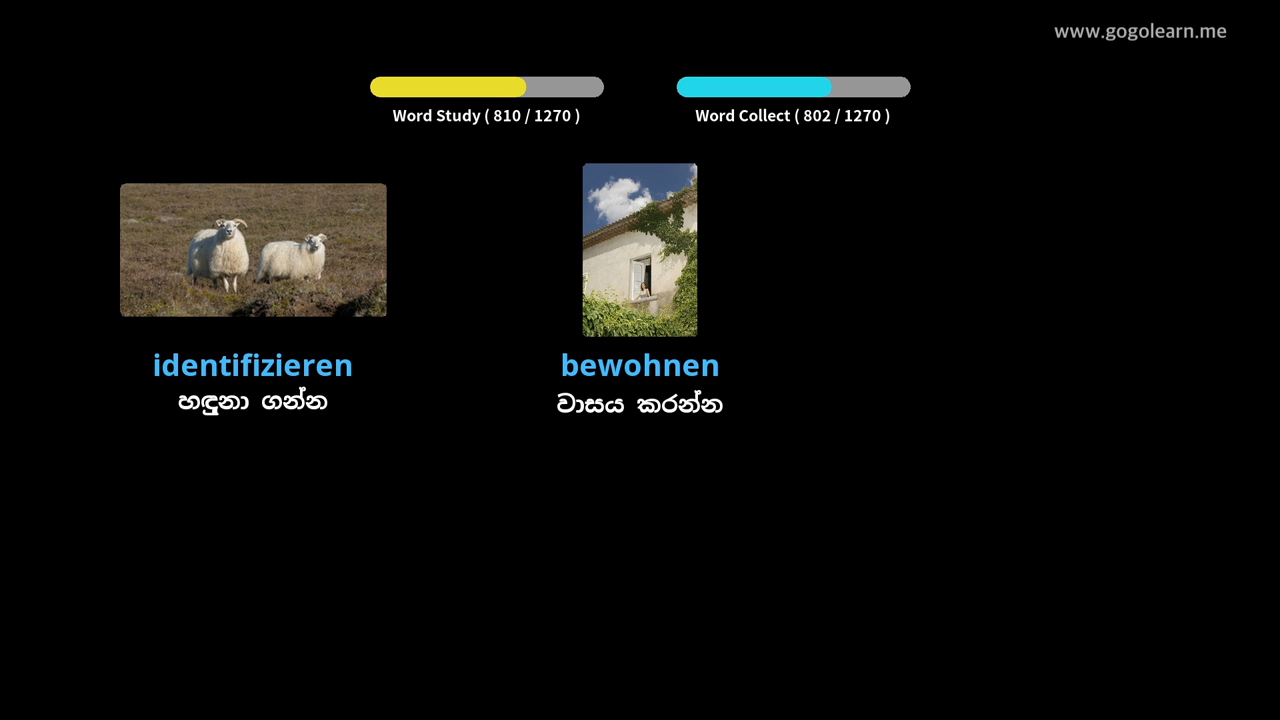 www.gogolearn.me
Word Study ( 810 / 1270 )
Word Collect ( 802 / 1270 )
identifizieren
හඳුනා ගන්න
bewohnen
වාසය කරන්න